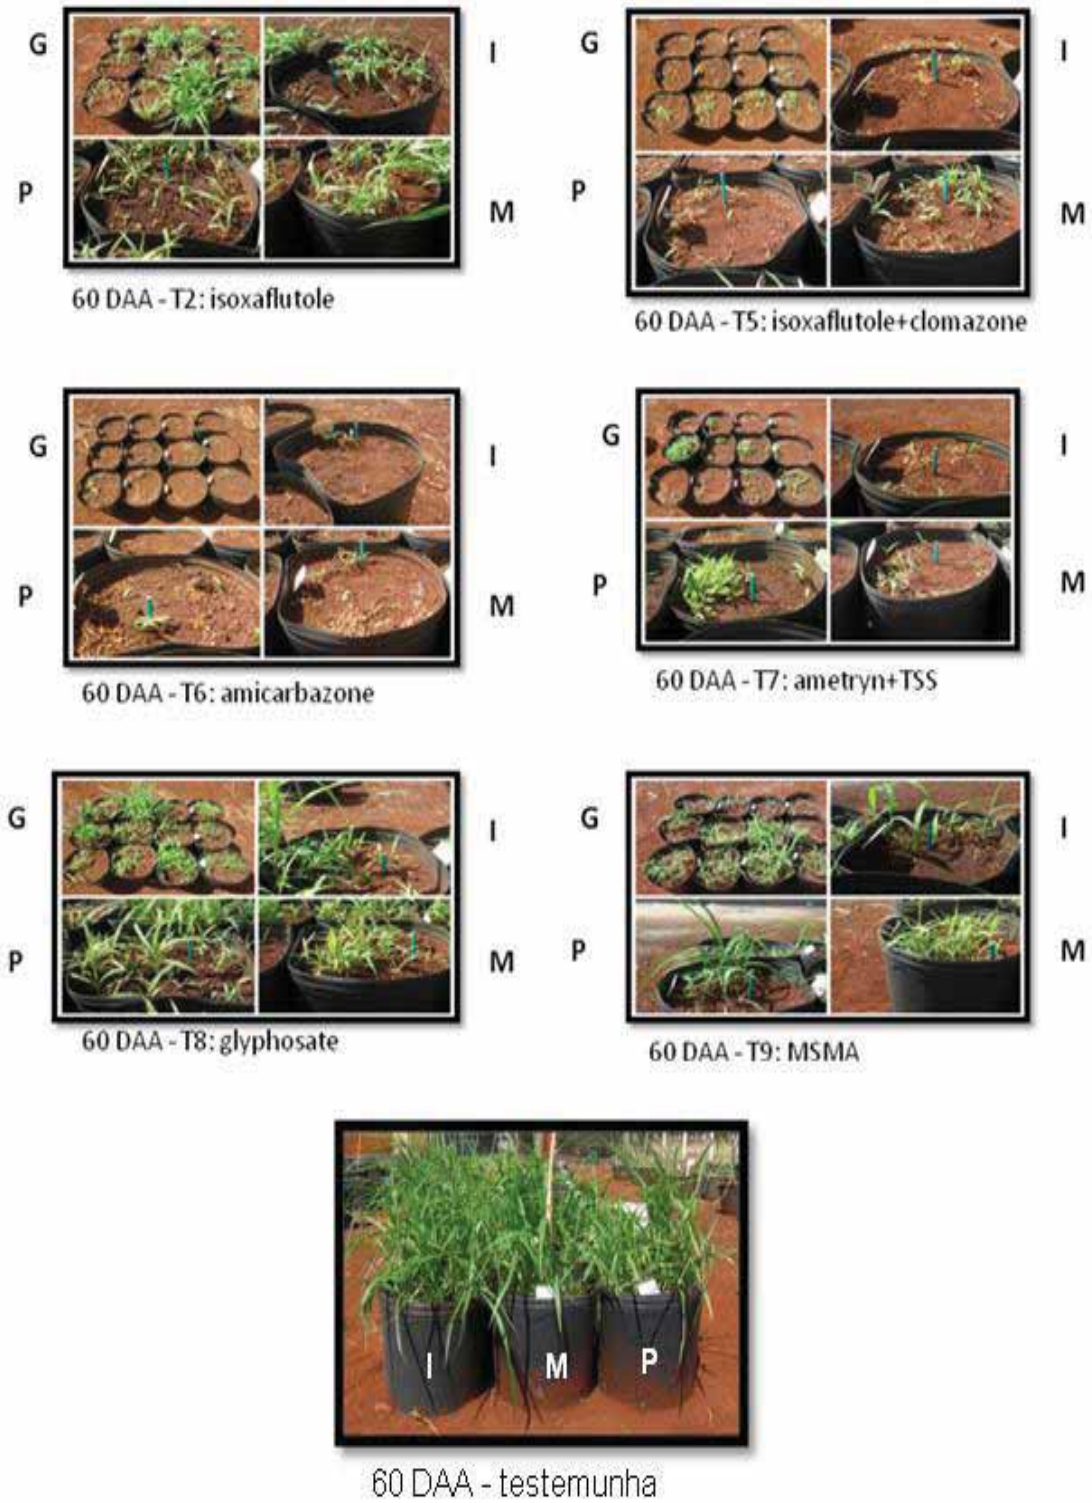 G
I
G
I
P
M
P
M
60 DAA - T2: isoxaflutole
60 DAA - T5: isoxaflutole+clomazone
G
I
G
I
P
M
P
M
60 DAA - T6: amicarbazone
60 DAA - T7: ametryn+TSS
G
I
G
I
P
M
P
M
60 DAA - T8: glyphosate
60 DAA - T9: MSMA
I M P
60 DAA - testemunha